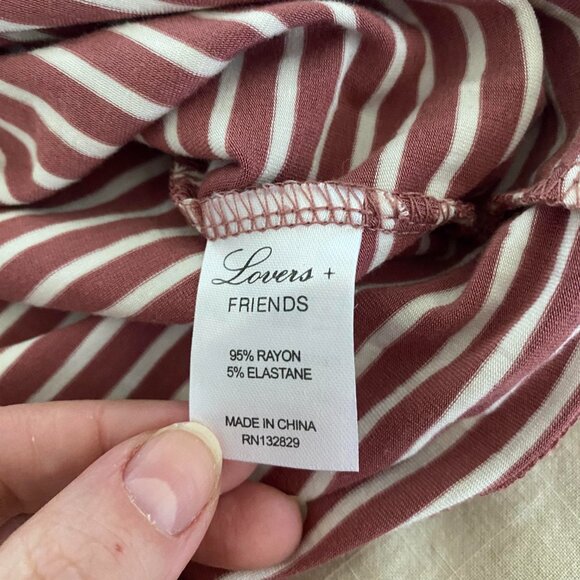 Lovers +
FRIENDS
95% RAYON
5% ELASTANE
MADE IN CHINA
RN132829